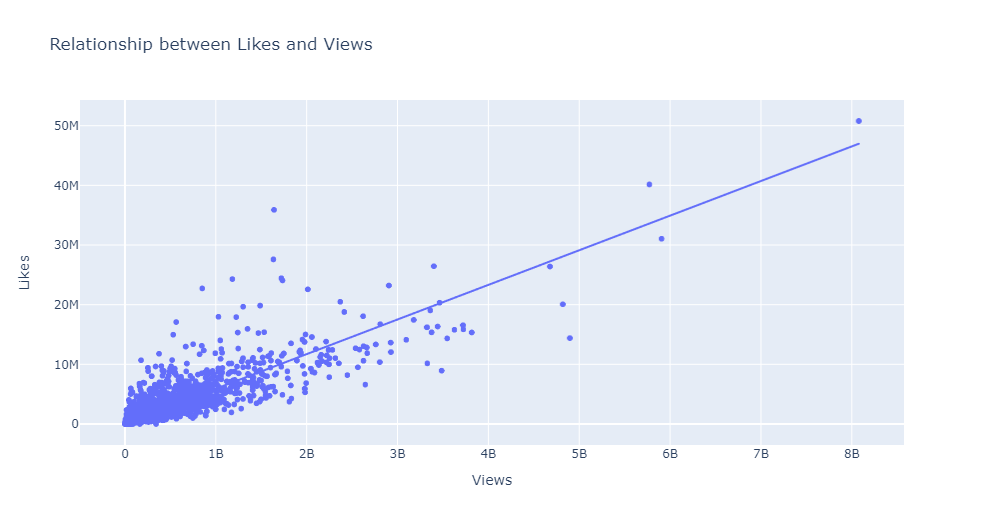 Relationship between Likes and Views
50M
40M
30M
20M
10M
0
Likes
0 1B 2B 3B 4B 5B 6B 7B 8B
Views